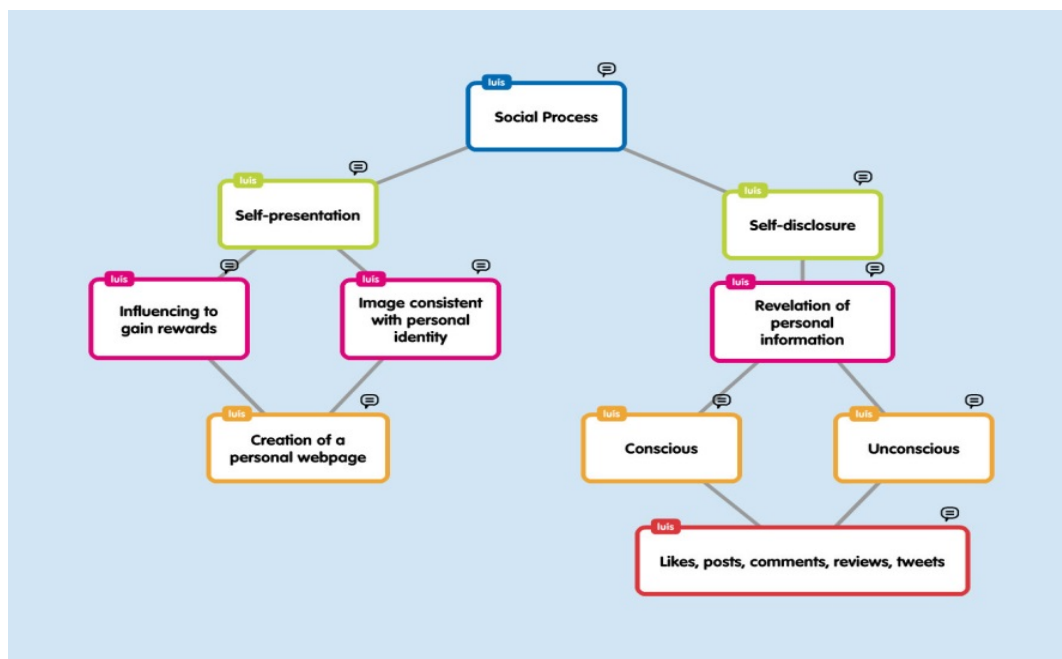 luis
Social Process
luis
Self-presentation
luis
Self-disclosure
luis
Influencing to
gain rewards
luis
Image consistent
with personal
identity
luis
Revelation of
personal
information
luis
Creation of a
personal webpage
luis
Conscious
luis
Unconscious
luis
Likes, posts, comments, reviews, tweets